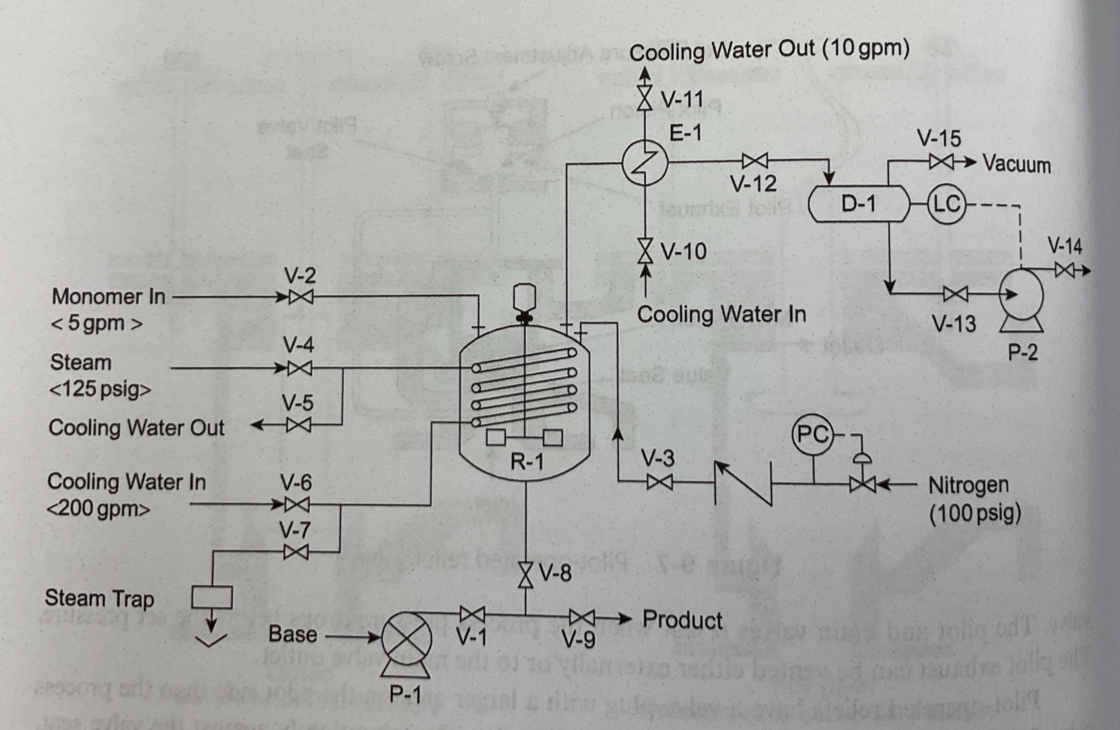 Cooling Water Out (10 gpm)
V-11
E-1
V-15
Vacuum
V-12
D-1
LC
V-10
V-14
V-2
Monomer In
< 5 gpm >
Cooling Water In
V-13
P-2
V-4
Steam
<125 psig>
V-5
Cooling Water Out
PC
R-1
V-3
Cooling Water In
<200 gpm>
V-6
Nitrogen
(100 psig)
V-7
V-8
Steam Trap
Base
V-1
V-9
Product
P-1